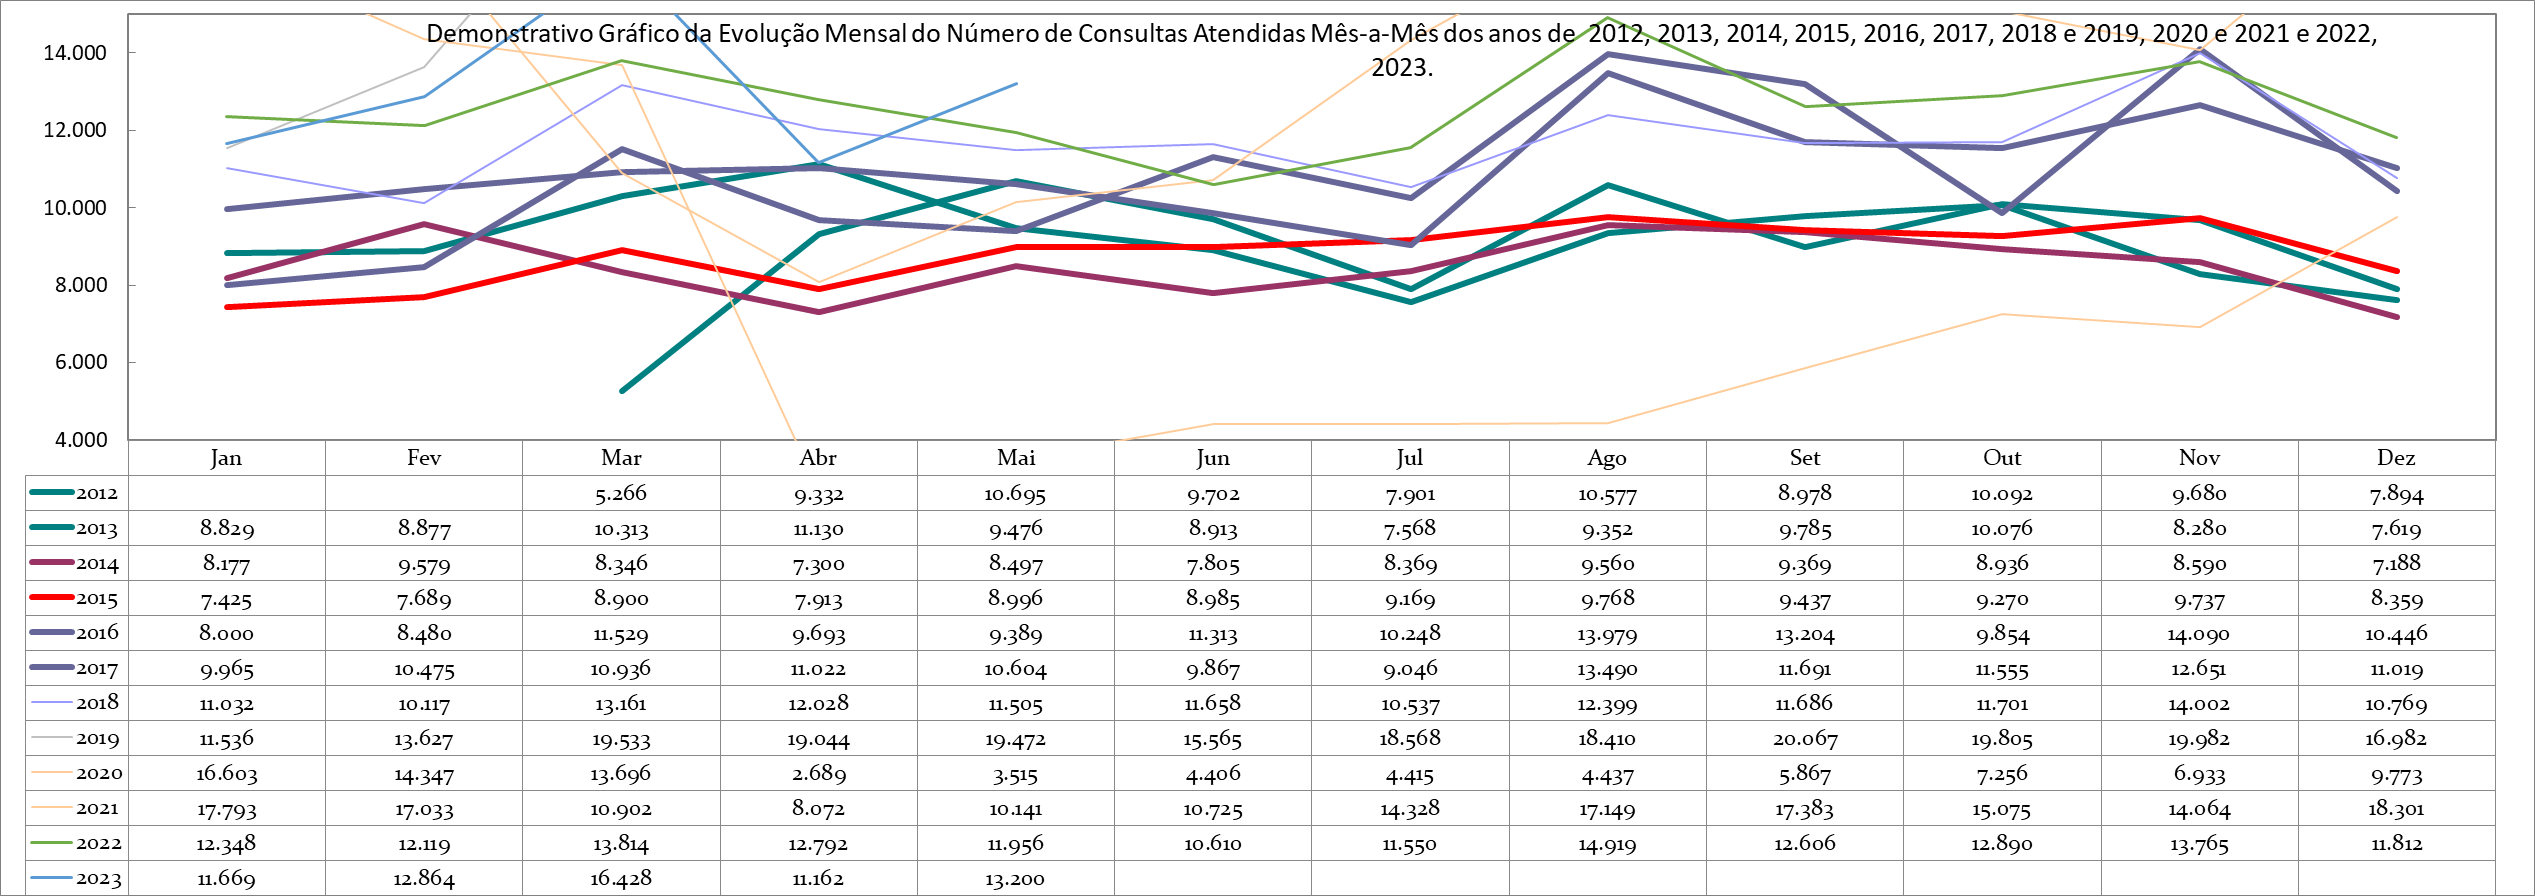 Demonstrativo Gráfico da Evolução Mensal do Número de Consultas Atendidas Mês-a-Mês dos anos de 2012, 2013, 2014, 2015, 2016, 2017, 2018 e 2019, 2020 e 2021 e 2022,
2023.
14.000
12.000
10.000
8.000
6.000
4.000
Jan Fev Mar Abr Mai Jun Jul Ago Set Out Nov Dez
2012 5.266 9.332 10.695 9.702 7.901 10.577 8.978 10.092 9.680 7.894
2013 8.829 8.877 10.313 11.130 9.476 8.913 7.568 9.352 9.785 10.076 8.280 7.619
2014 8.177 9.579 8.346 7.300 8.497 7.805 8.369 9.560 9.369 8.936 8.590 7.188
2015 7.425 7.689 8.900 7.913 8.996 8.985 9.169 9.768 9.437 9.270 9.737 8.359
2016 8.000 8.480 11.529 9.693 9.389 11.313 10.248 13.979 13.204 9.854 14.090 10.446
2017 9.965 10.475 10.936 11.022 10.604 9.867 9.046 13.490 11.691 11.555 12.651 11.019
2018 11.032 10.117 13.161 12.028 11.505 11.658 10.537 12.399 11.686 11.701 14.002 10.769
2019 11.536 13.627 19.533 19.044 19.472 15.565 18.568 18.410 20.067 19.805 19.982 16.982
2020 16.603 14.347 13.696 2.689 3.515 4.406 4.415 4.437 5.867 7.256 6.933 9.773
2021 17.793 17.033 10.902 8.072 10.141 10.725 14.328 17.149 17.383 15.075 14.064 18.301
2022 12.348 12.119 13.814 12.792 11.956 10.610 11.550 14.919 12.606 12.890 13.765 11.812
2023 11.669 12.864 16.428 11.162 13.200